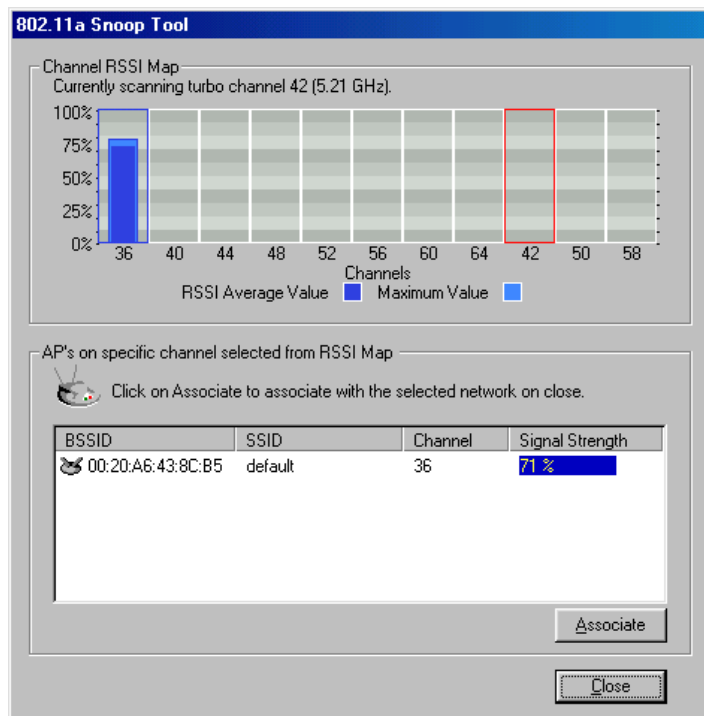 802.11a Snoop Tool
Channel RSSI Map
Currently scanning turbo channel 42 (5.21 GHz).
100%
75%
50%
25%
0%
36 40 44 48 52 56 60 64 42 50 58
Channels
RSSI Average Value Maximum Value
AP's on specific channel selected from RSSI Map
Click on Associate to associate with the selected network on close.
BSSID SSID Channel Signal Strength
00:20:A6:43:8C:B5 default 36 71 %
Associate
Close